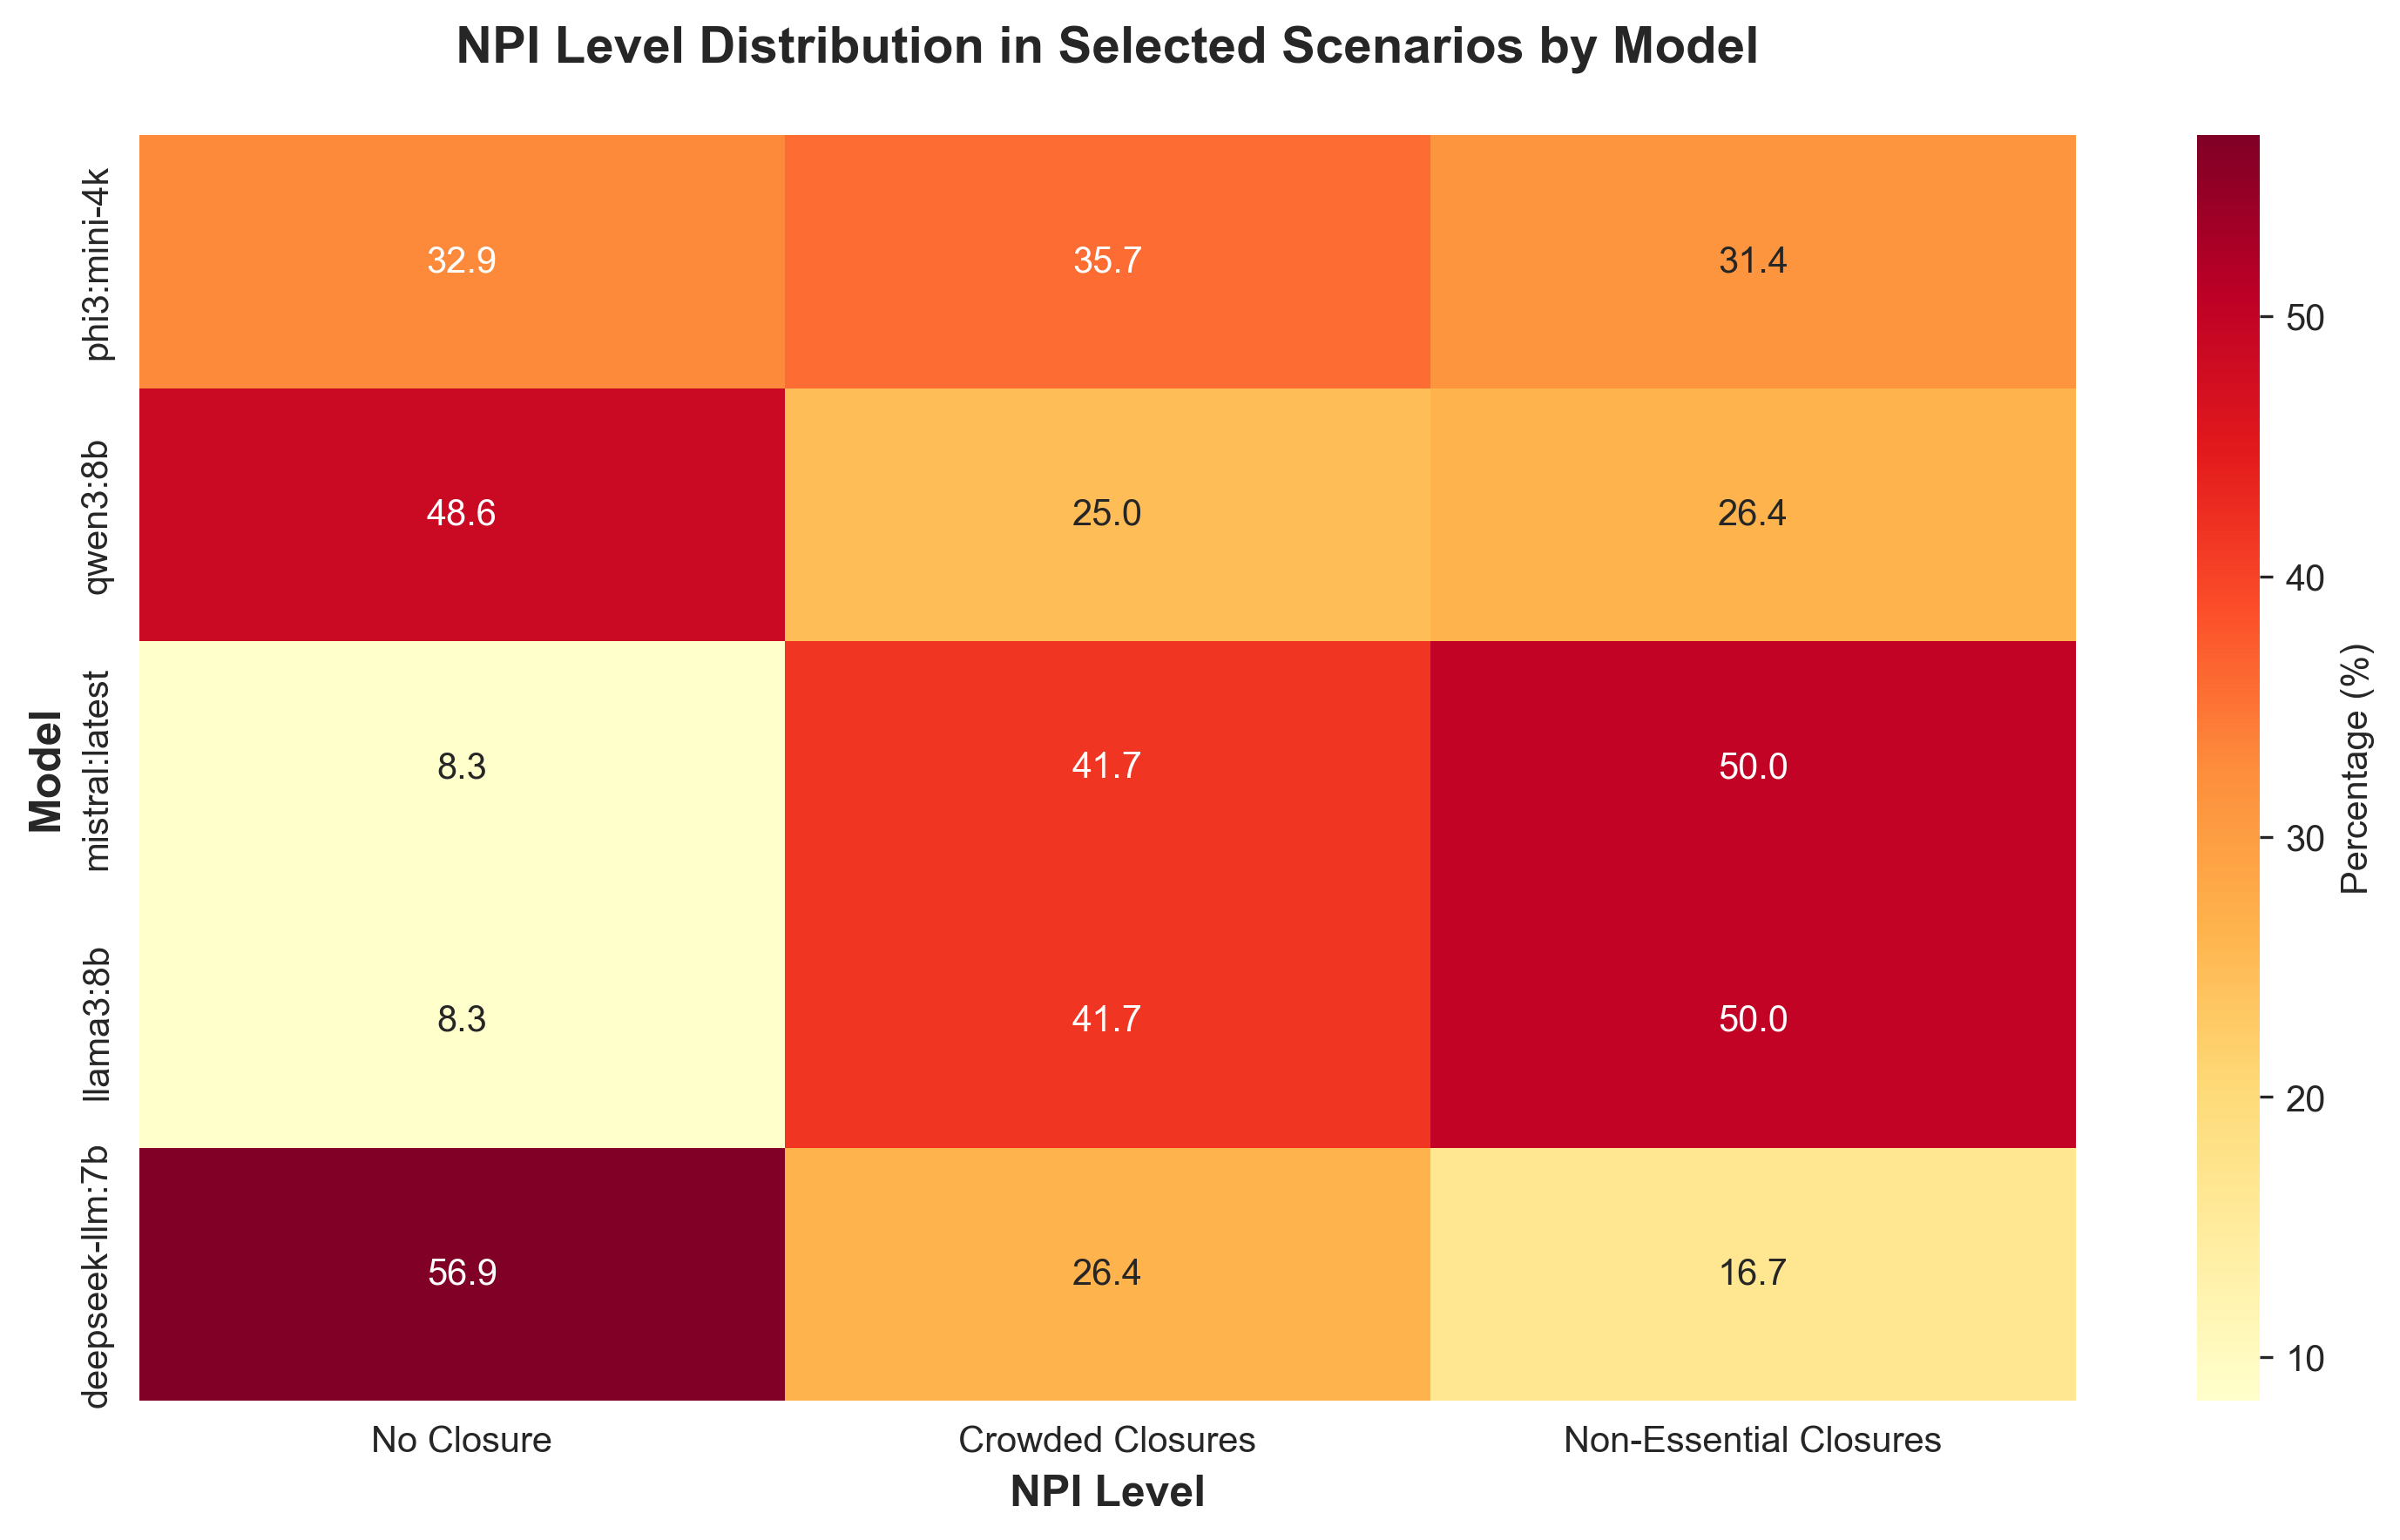 NPI Level Distribution in Selected Scenarios by Model
Model
phi3:mini-4k
32.9 35.7 31.4
qwen3:8b
48.6 25.0 26.4
mistral:latest
8.3 41.7 50.0
llama3:8b
8.3 41.7 50.0
deepseek-llm:7b
56.9 26.4 16.7
No Closure Crowded Closures Non-Essential Closures
NPI Level
50
40
30
20
10
Percentage (%)